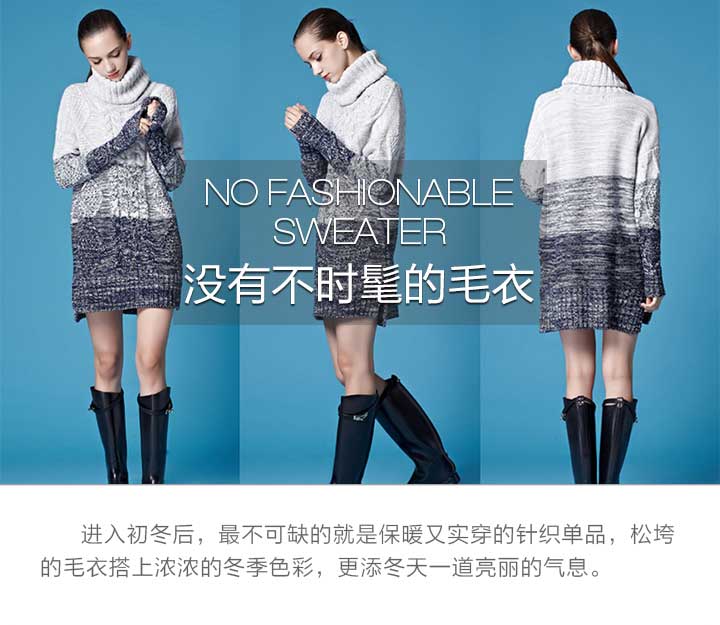 NO FASHIONABLE
SWEATER
没有不时髦的毛衣
进入初冬后，最不可缺的就是保暖又实穿的针织单品，松垮
的毛衣搭上浓浓的冬季色彩，更添冬天一道亮丽的气息。